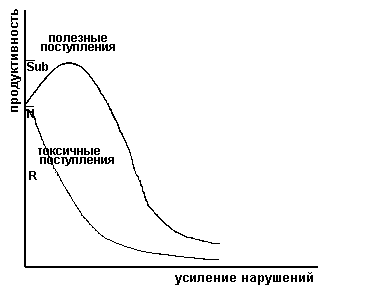 продуктивность
полезные
поступления
Sub
N
токсичные
поступления
R
усиление нарушений